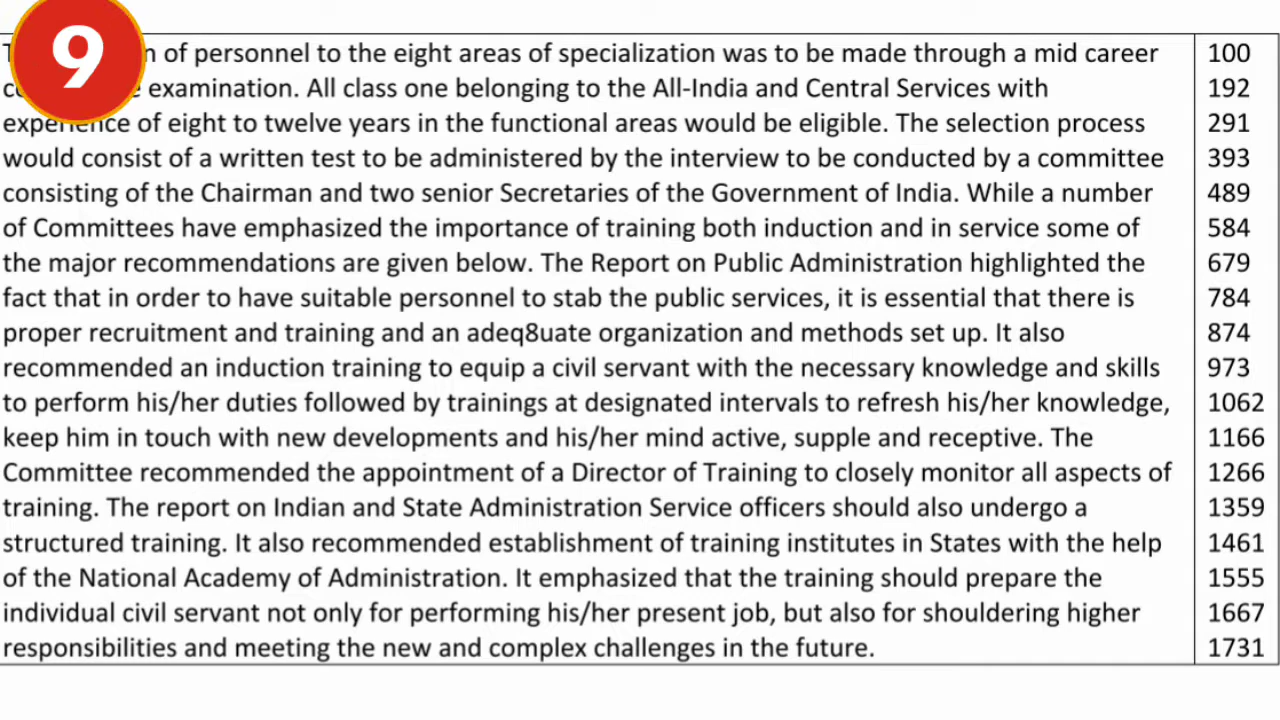 9
of personnel to the eight areas of specialization was to be made through a mid career 100
examination. All class one belonging to the All-India and Central Services with 192
experience of eight to twelve years in the functional areas would be eligible. The selection process 291
would consist of a written test to be administered by the interview to be conducted by a committee 393
consisting of the Chairman and two senior Secretaries of the Government of India. While a number 489
of Committees have emphasized the importance of training both induction and in service some of 584
the major recommendations are given below. The Report on Public Administration highlighted the 679
fact that in order to have suitable personnel to stab the public services, it is essential that there is 784
proper recruitment and training and an adeq8uate organization and methods set up. It also 874
recommended an induction training to equip a civil servant with the necessary knowledge and skills 973
to perform his/her duties followed by trainings at designated intervals to refresh his/her knowledge, 1062
keep him in touch with new developments and his/her mind active, supple and receptive. The 1166
Committee recommended the appointment of a Director of Training to closely monitor all aspects of 1266
training. The report on Indian and State Administration Service officers should also undergo a 1359
structured training. It also recommended establishment of training institutes in States with the help 1461
of the National Academy of Administration. It emphasized that the training should prepare the 1555
individual civil servant not only for performing his/her present job, but also for shouldering higher 1667
responsibilities and meeting the new and complex challenges in the future. 1731